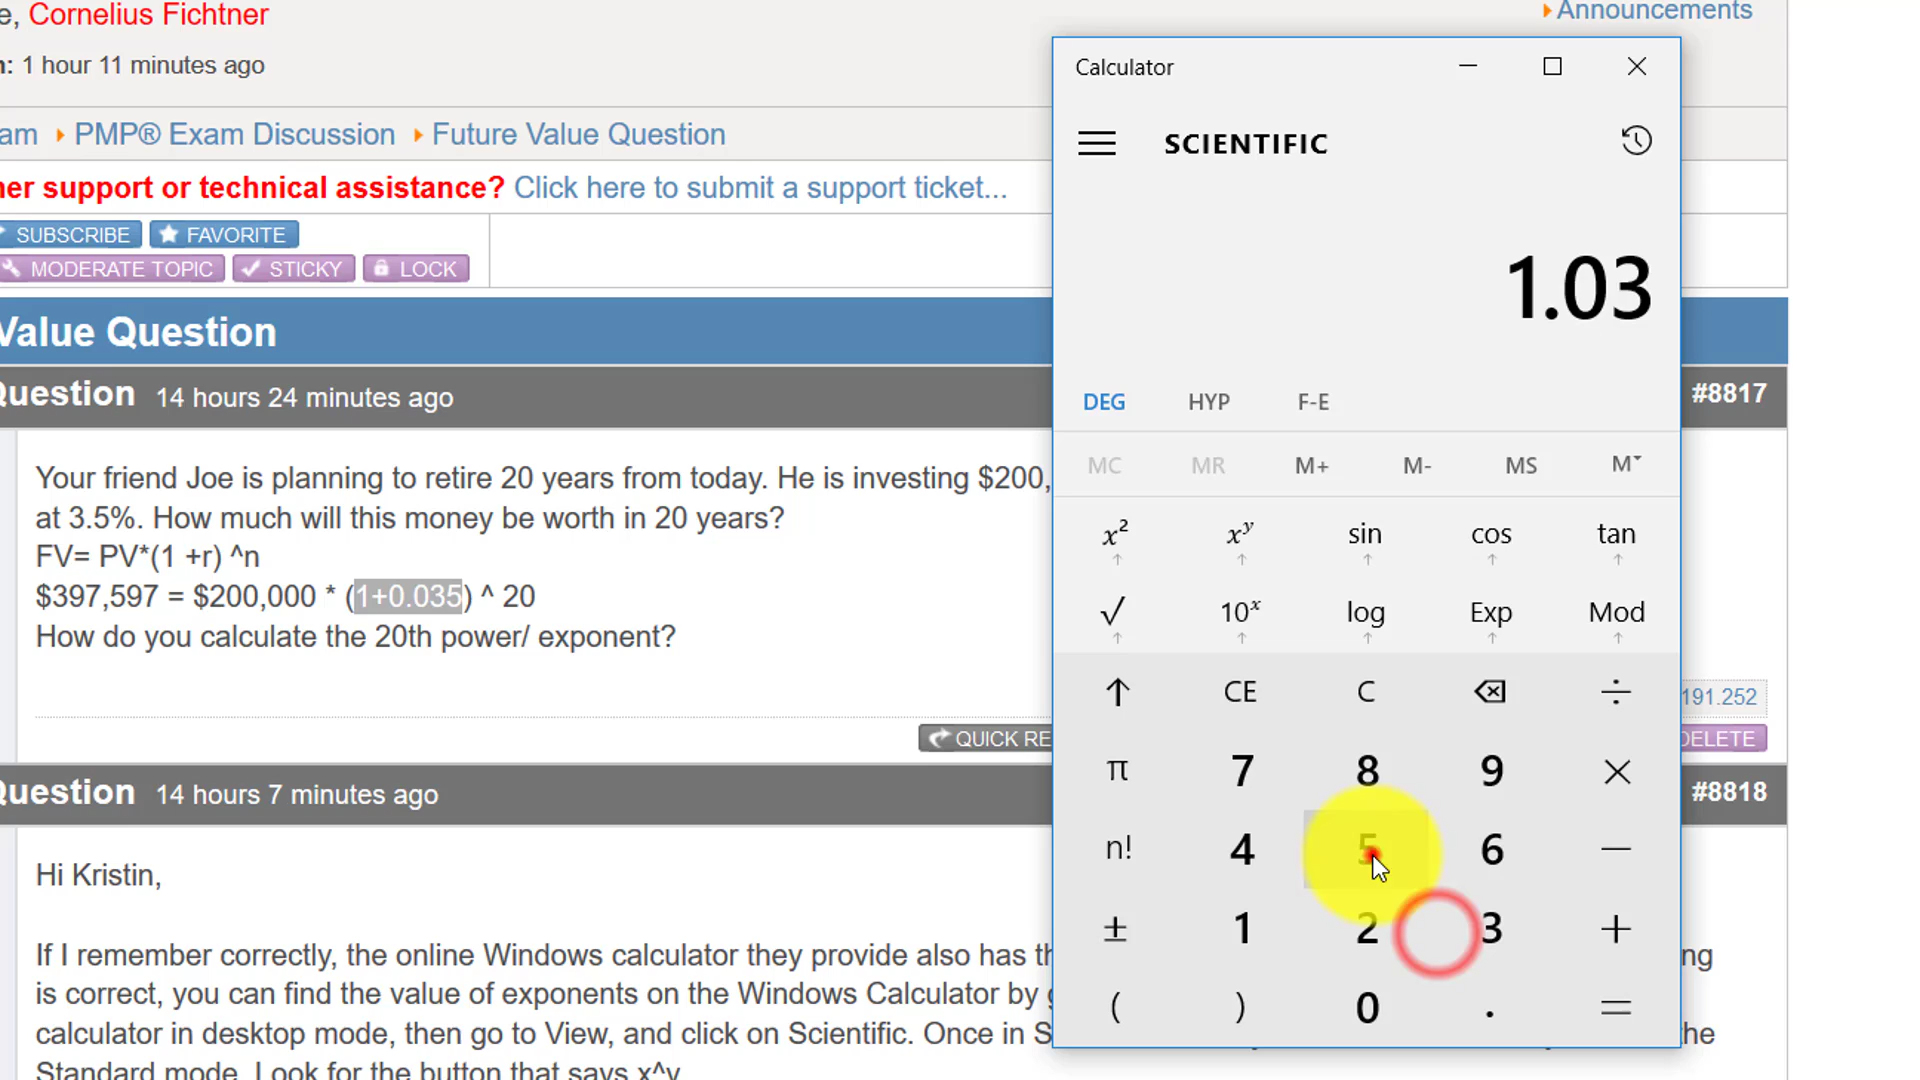 e, Cornelius Fichtner
Announcements
n: 1 hour 11 minutes ago
am PMP® Exam Discussion Future Value Question
ner support or technical assistance? Click here to submit a support ticket...
SUBSCRIBE FAVORITE
MODERATE TOPIC STICKY LOCK
Value Question
Question 14 hours 24 minutes ago #8817
Your friend Joe is planning to retire 20 years from today. He is investing $200,
at 3.5%. How much will this money be worth in 20 years?
FV= PV*(1 +r) ^n
$397,597 = $200,000 * (1+0.035) ^ 20
How do you calculate the 20th power/ exponent?
191.252
QUICK RE DELETE
Question 14 hours 7 minutes ago #8818
Hi Kristin,
If I remember correctly, the online Windows calculator they provide also has th ng
is correct, you can find the value of exponents on the Windows Calculator by g
calculator in desktop mode, then go to View, and click on Scientific. Once in S the
Standard mode. Look for the button that says x^y
Calculator
SCIENTIFIC
1.03
DEG HYP F-E
MC MR M+ M- MS M˅
x² xʸ sin cos tan
√ 10ˣ log Exp Mod
↑ CE C ⌫ ÷
π 7 8 9 ×
n! 4 5 6 −
± 1 2 3 +
( ) 0 . =